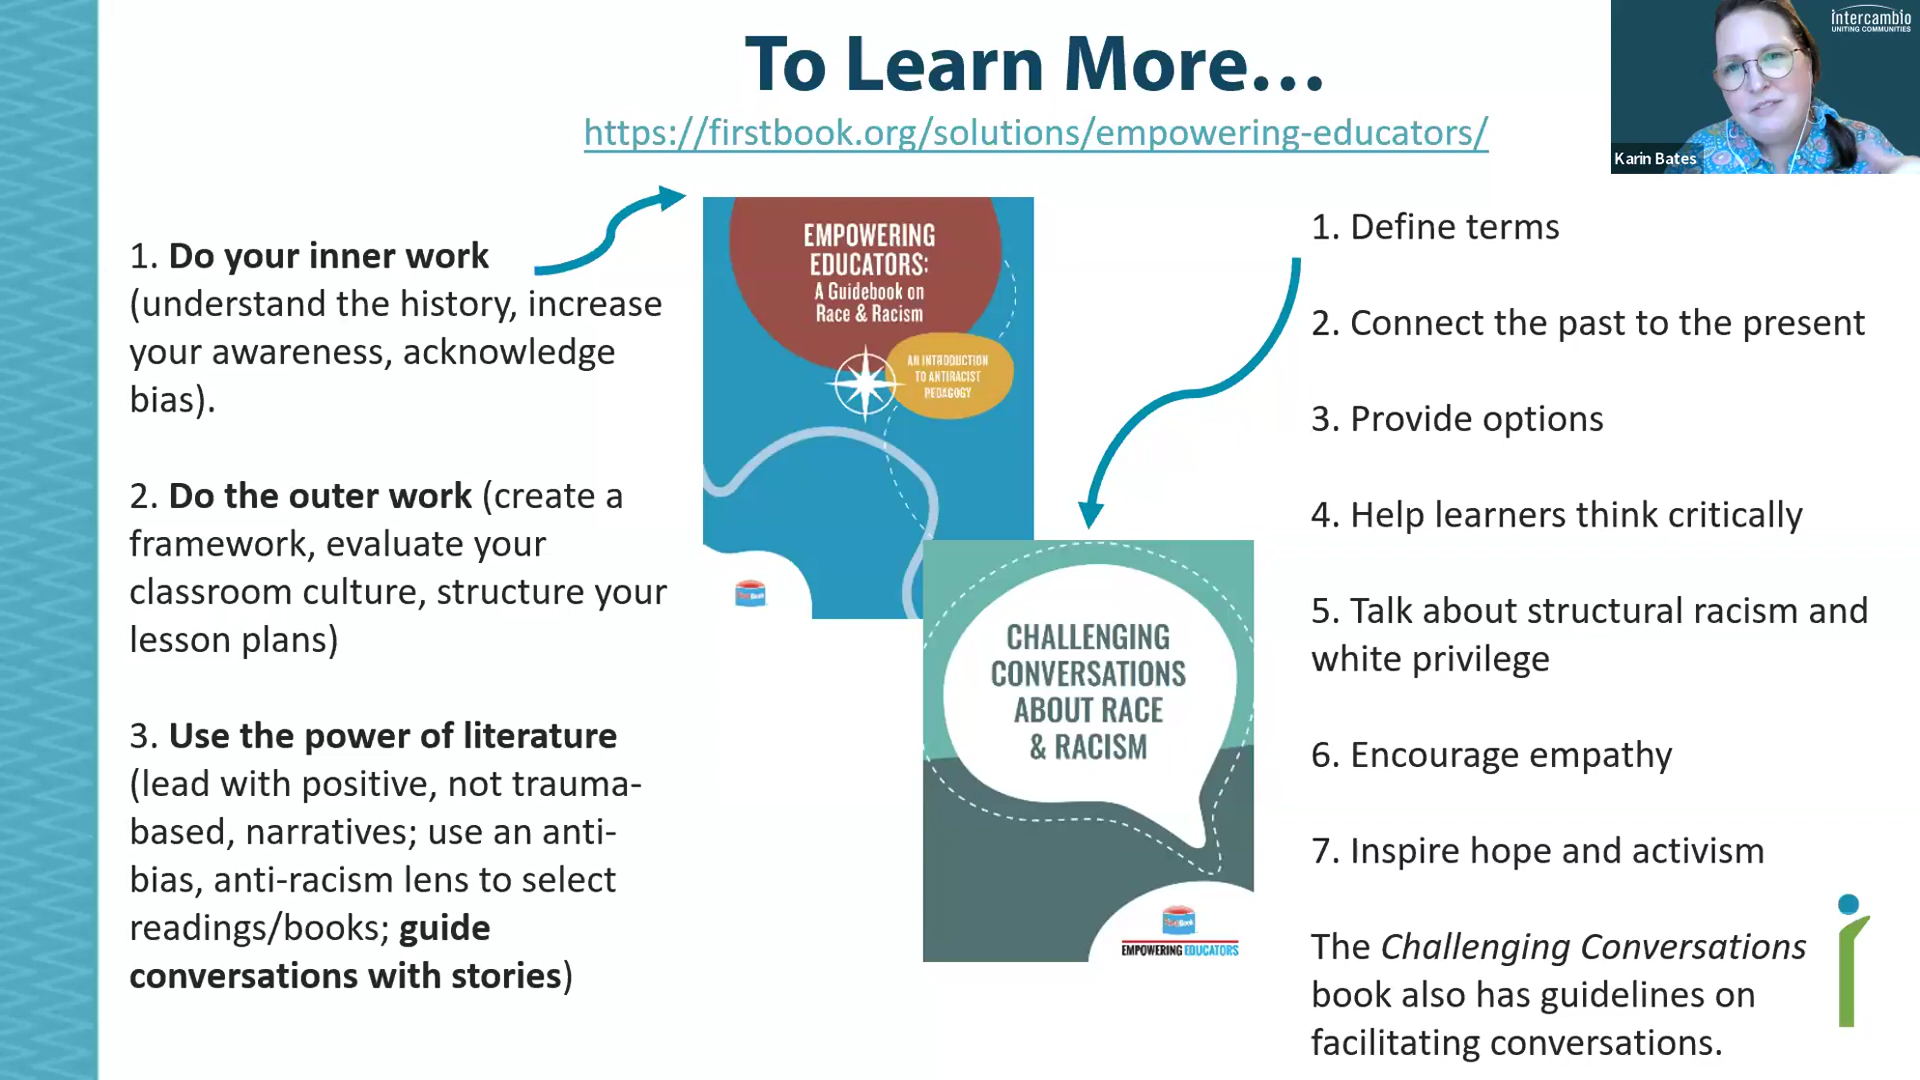 To Learn More...
https://firstbook.org/solutions/empowering-educators/
intercambio
UNITING COMMUNITIES
Karin Bates
1. Do your inner work
(understand the history, increase
your awareness, acknowledge
bias).
2. Do the outer work (create a
framework, evaluate your
classroom culture, structure your
lesson plans)
3. Use the power of literature
(lead with positive, not trauma-
based, narratives; use an anti-
bias, anti-racism lens to select
readings/books; guide
conversations with stories)
EMPOWERING
EDUCATORS:
A Guidebook on
Race & Racism
AN INTRODUCTION
TO ANTIRACIST
PEDAGOGY
CHALLENGING
CONVERSATIONS
ABOUT RACE
& RACISM
EMPOWERING EDUCATORS
1. Define terms
2. Connect the past to the present
3. Provide options
4. Help learners think critically
5. Talk about structural racism and
white privilege
6. Encourage empathy
7. Inspire hope and activism
The Challenging Conversations
book also has guidelines on
facilitating conversations.